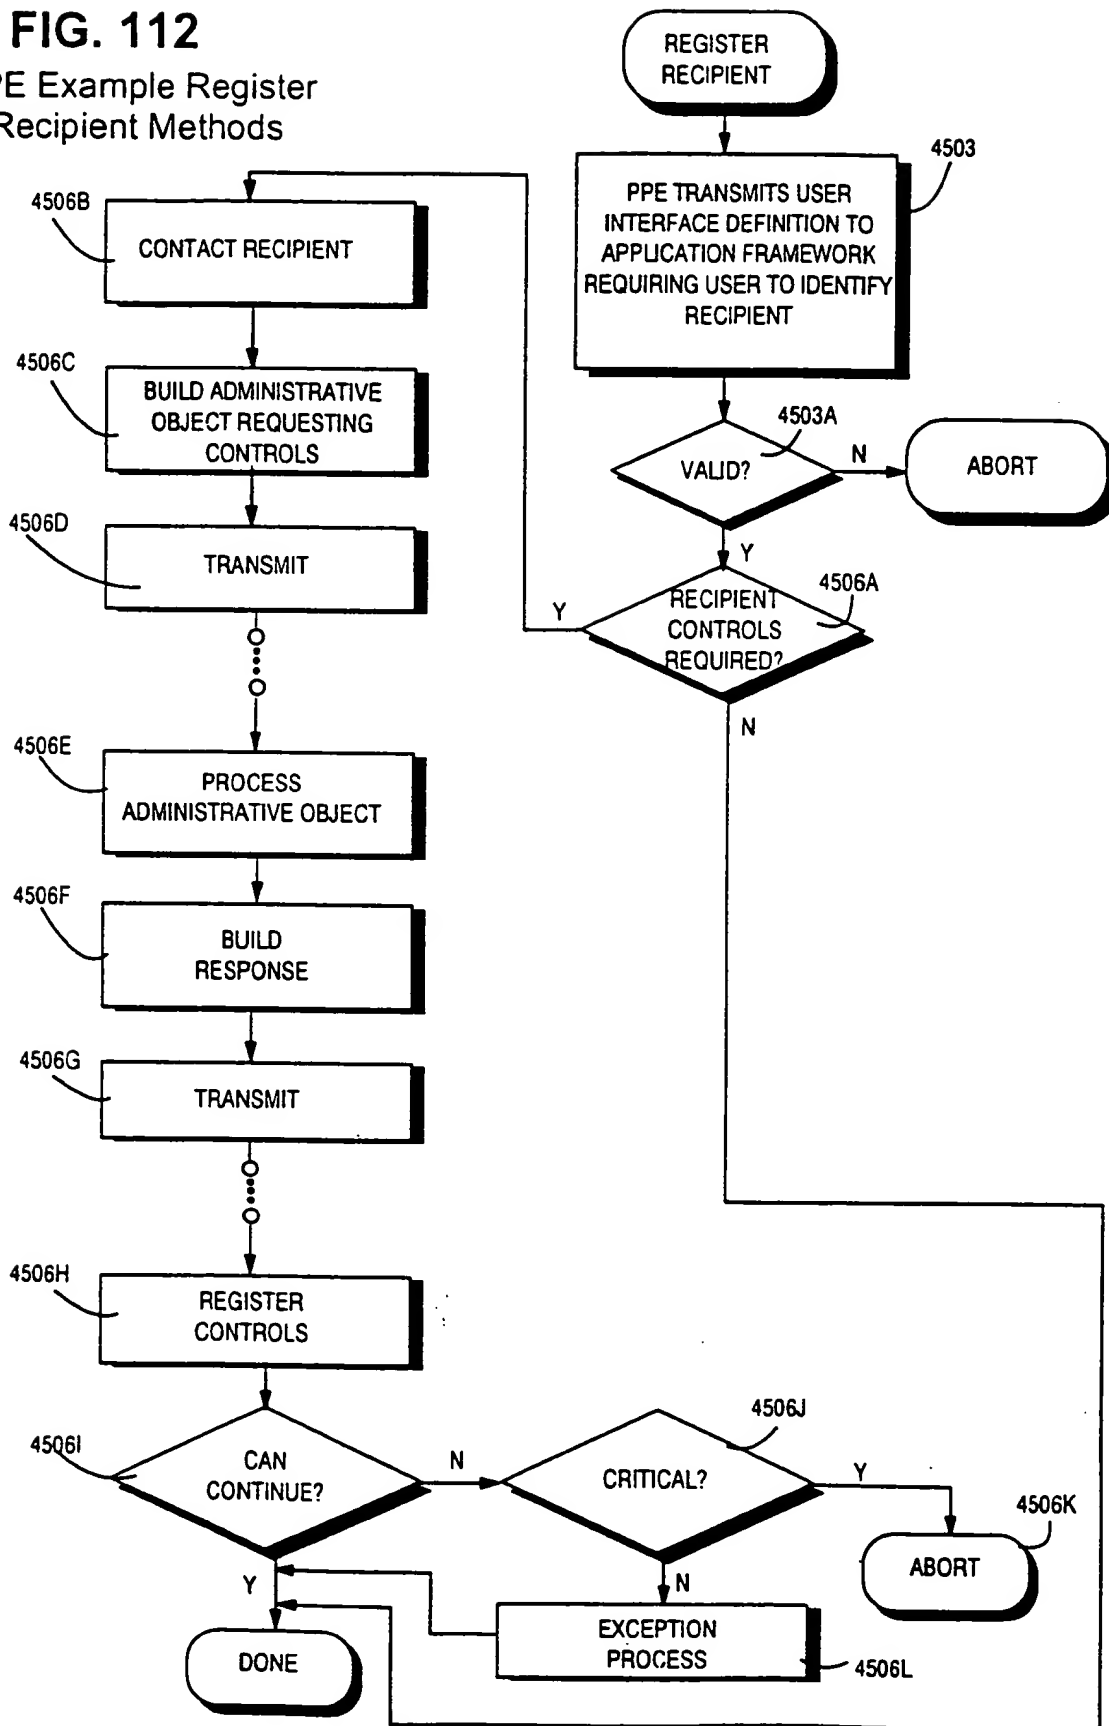 FIG. 112
PE Example Register
Recipient Methods
REGISTER
RECIPIENT
4503
PPE TRANSMITS USER
INTERFACE DEFINITION TO
APPLICATION FRAMEWORK
REQUIRING USER TO IDENTIFY
RECIPIENT
4503A
VALID?
N
ABORT
Y
4506A
RECIPIENT
CONTROLS
REQUIRED?
Y
N
4506B
CONTACT RECIPIENT
4506C
BUILD ADMINISTRATIVE
OBJECT REQUESTING
CONTROLS
4506D
TRANSMIT
4506E
PROCESS
ADMINISTRATIVE OBJECT
4506F
BUILD
RESPONSE
4506G
TRANSMIT
4506H
REGISTER
CONTROLS
4506I
CAN
CONTINUE?
N
Y
4506J
CRITICAL?
Y
N
4506K
ABORT
EXCEPTION
PROCESS
4506L
DONE